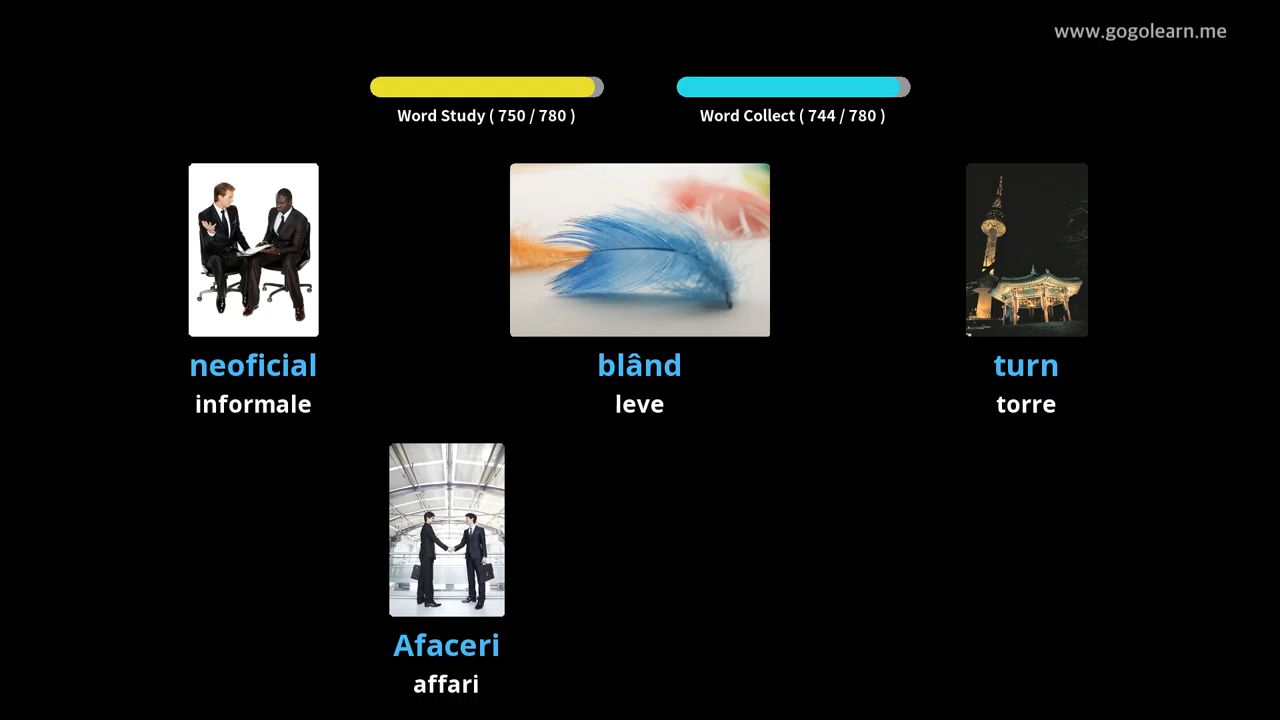 www.gogolearn.me
Word Study ( 750 / 780 )
Word Collect ( 744 / 780 )
neoficial
informale
blând
leve
turn
torre
Afaceri
affari